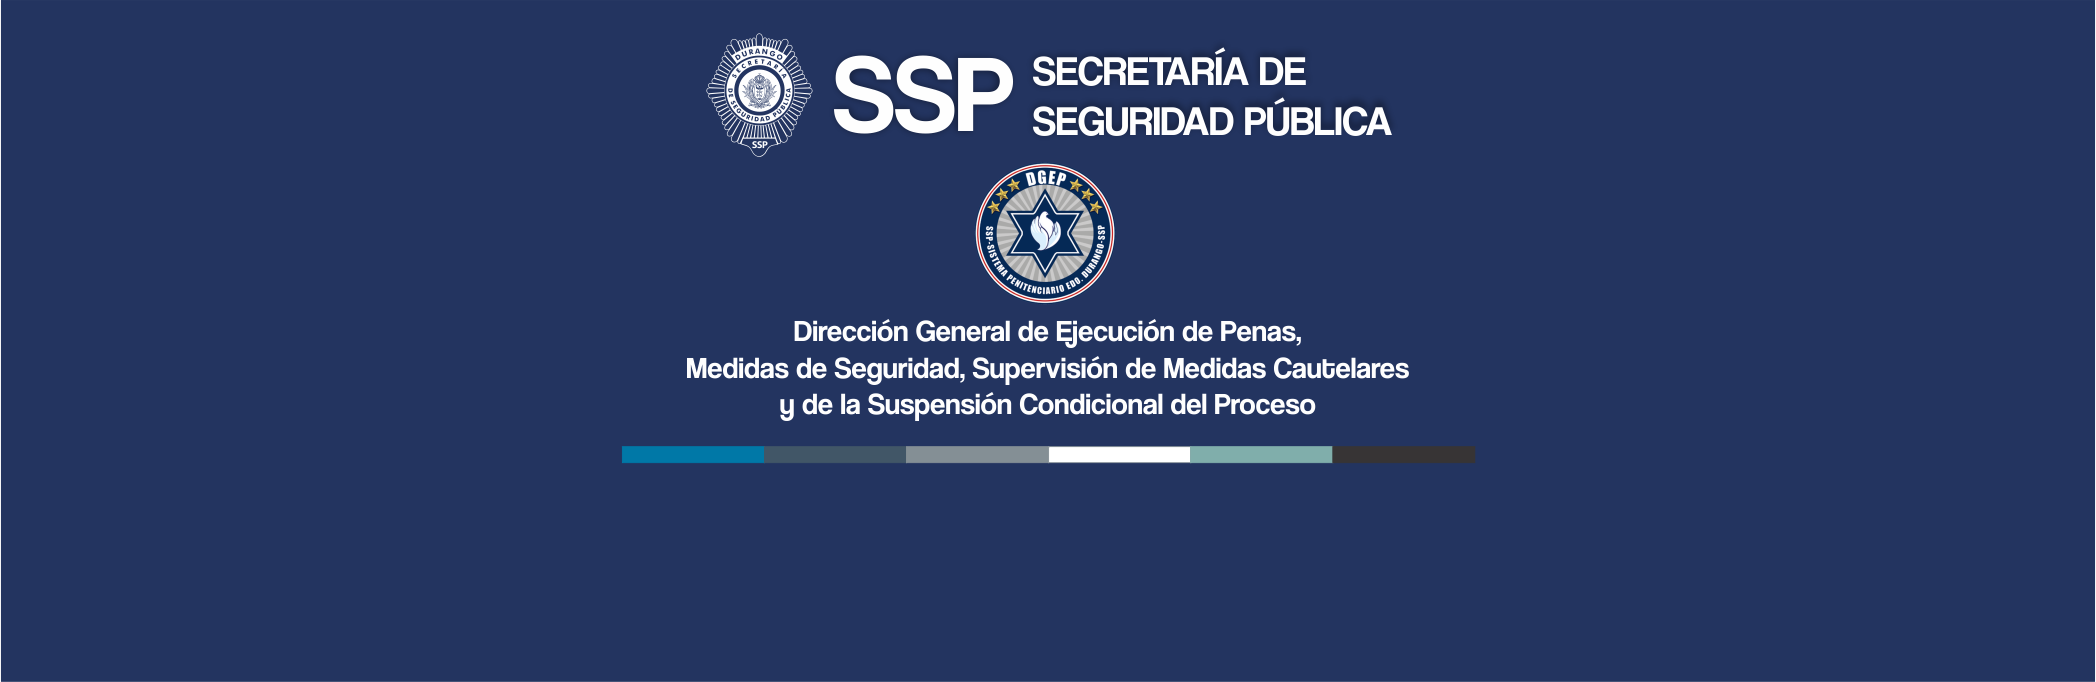 DURANGO
SECRETARÍA
DE SEGURIDAD PÚBLICA
SSP
SSP
SECRETARÍA DE
SEGURIDAD PÚBLICA
DGEP
SSP-SISTEMA PENITENCIARIO EDO. DURANGO-SSP
Dirección General de Ejecución de Penas,
Medidas de Seguridad, Supervisión de Medidas Cautelares
y de la Suspensión Condicional del Proceso